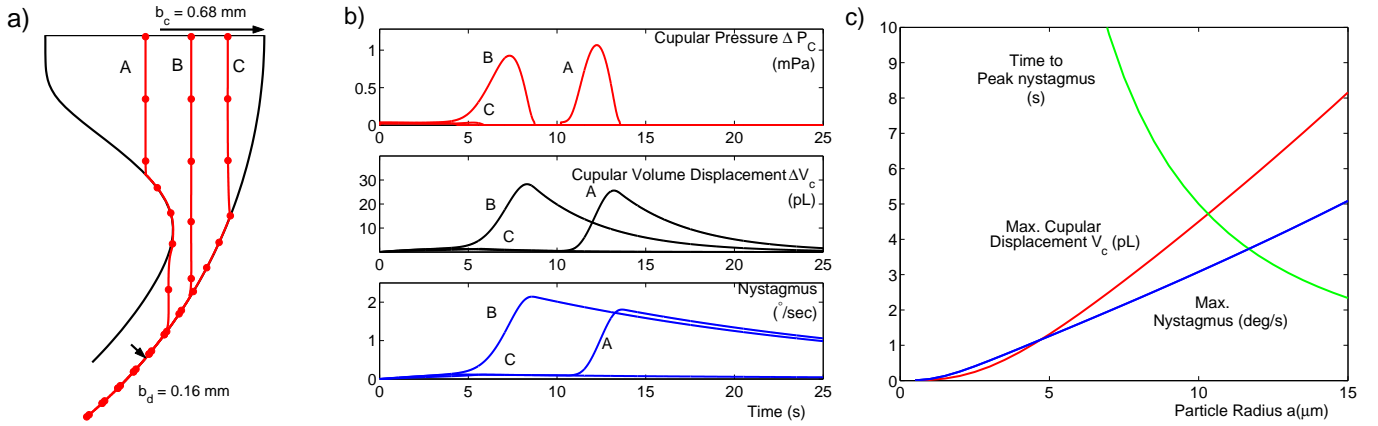 a)
b_c = 0.68 mm
A
B
C
b_d = 0.16 mm
b)
Cupular Pressure Δ P_C
(mPa)
1
0.5
0
B
A
C
0 5 10 15 20 25
Cupular Volume Displacement ΔV_c
(pL)
30
20
10
B
A
C
0 5 10 15 20 25
Nystagmus
(°/sec)
2
1
0
B
C
A
0 5 10 15 20 25
Time (s)
c)
10
9
8
7
6
5
4
3
2
1
0
Time to
Peak nystagmus
(s)
Max. Cupular
Displacement V_c (pL)
Max.
Nystagmus (deg/s)
0 5 10 15
Particle Radius a(μm)